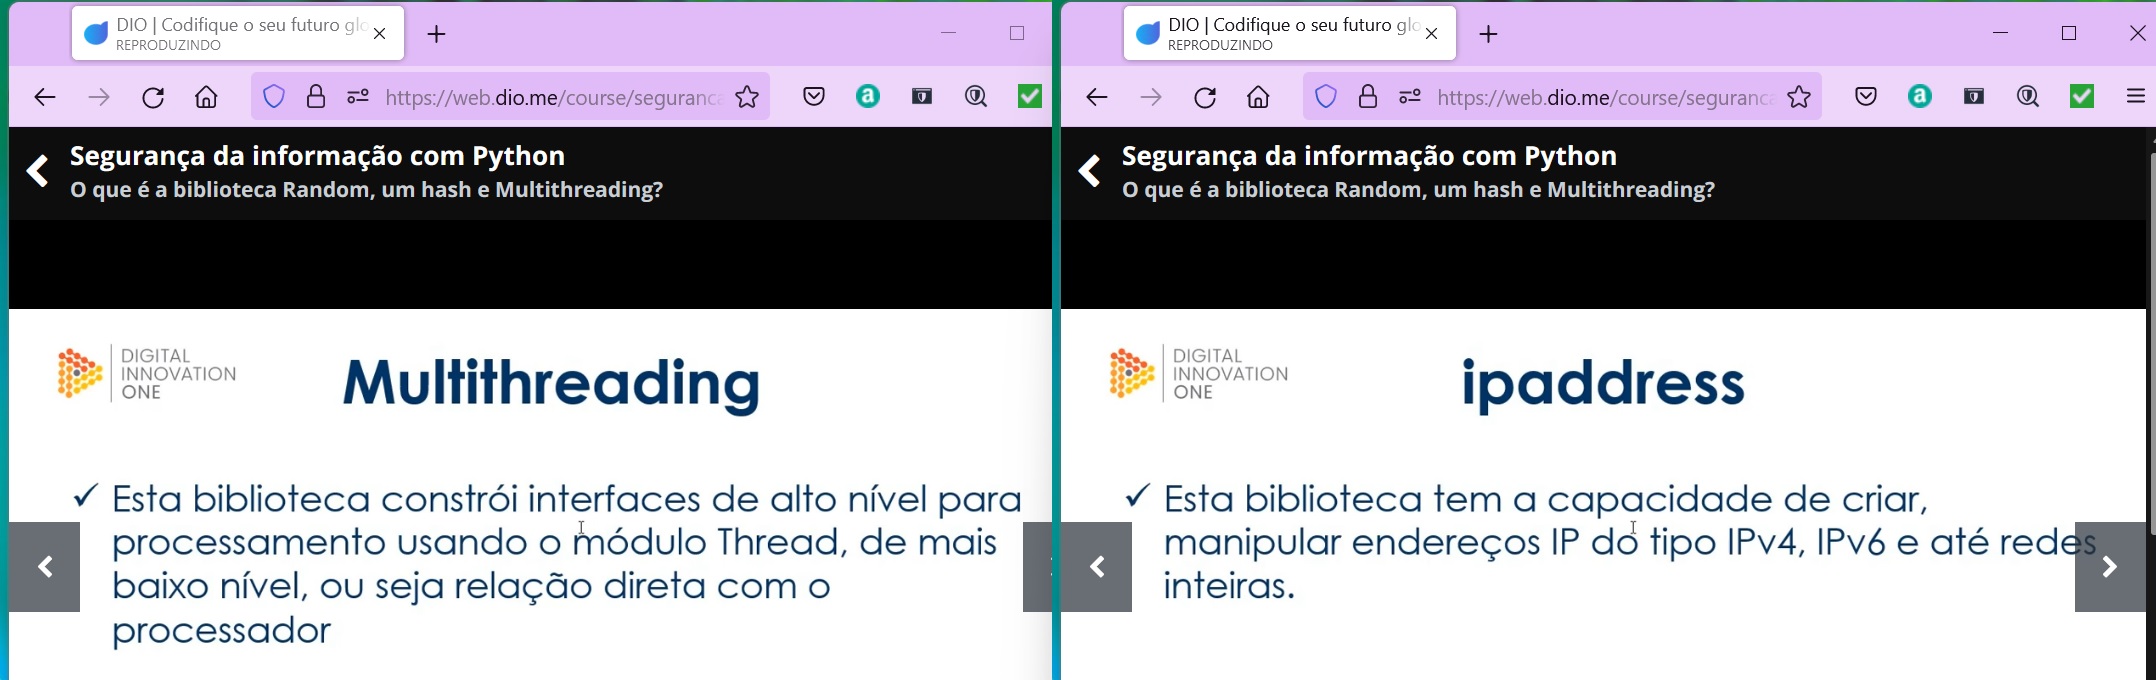 DIO | Codifique o seu futuro glo
REPRODUZINDO
https://web.dio.me/course/seguranca
Segurança da informação com Python
O que é a biblioteca Random, um hash e Multithreading?
DIGITAL
INNOVATION
ONE
Multithreading
✓ Esta biblioteca constrói interfaces de alto nível para
processamento usando o módulo Thread, de mais
baixo nível, ou seja relação direta com o
processador
DIO | Codifique o seu futuro glo
REPRODUZINDO
https://web.dio.me/course/seguranca
Segurança da informação com Python
O que é a biblioteca Random, um hash e Multithreading?
DIGITAL
INNOVATION
ONE
ipaddress
✓ Esta biblioteca tem a capacidade de criar,
manipular endereços IP do tipo IPv4, IPv6 e até redes
inteiras.